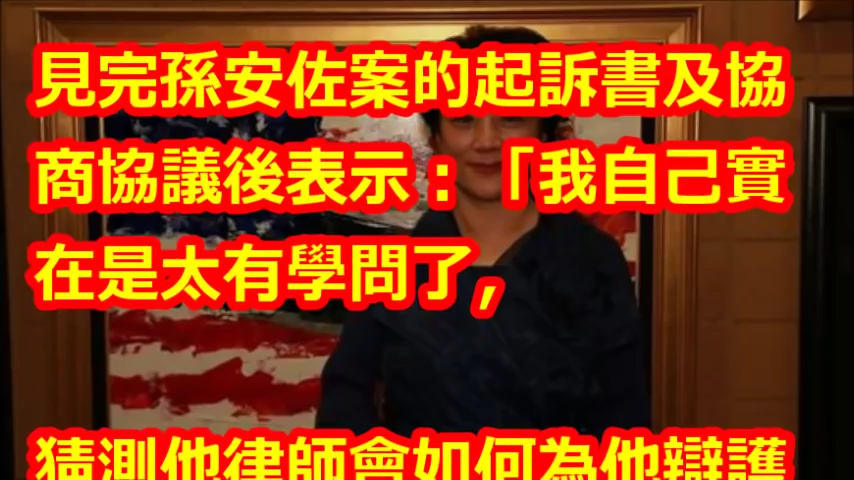 見完孫安佐案的起訴書及協
商協議後表示：「我自己實
在是太有學問了，
猜測他律師會如何為他辯護